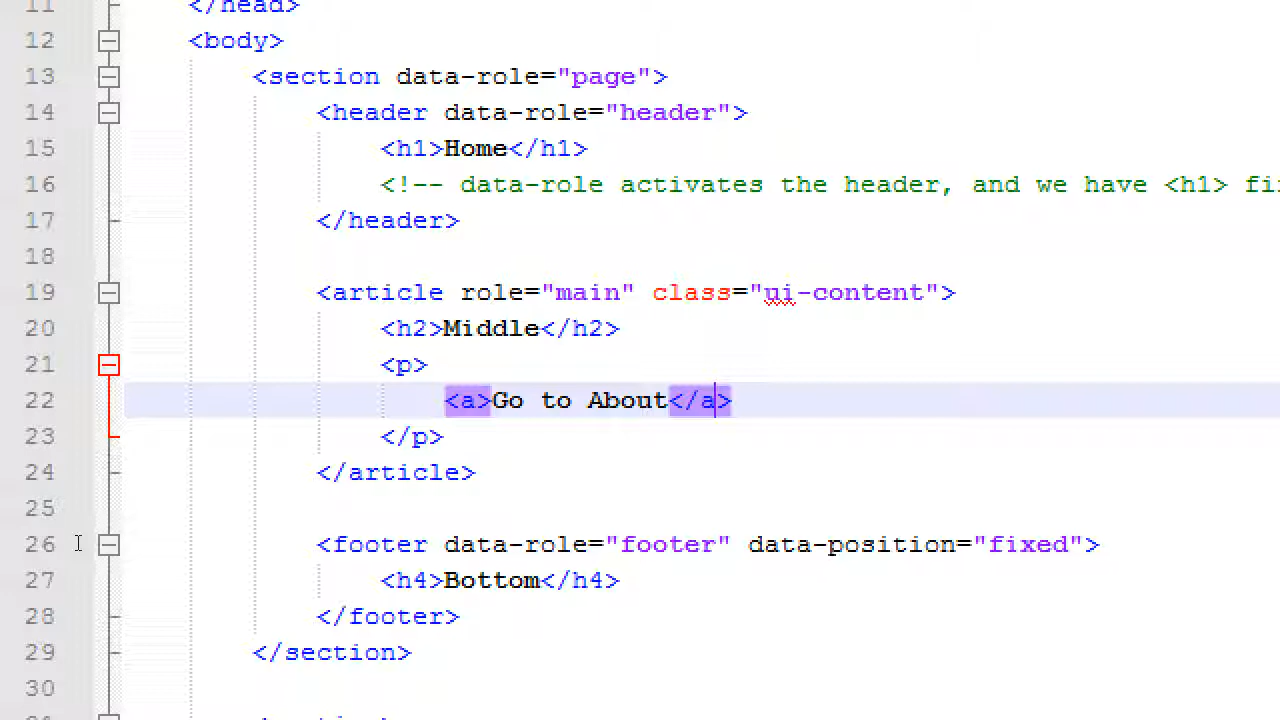 11 </head>
12 <body>
13 <section data-role="page">
14 <header data-role="header">
15 <h1>Home</h1>
16 <!-- data-role activates the header, and we have <h1>
17 </header>
18
19 <article role="main" class="ui-content">
20 <h2>Middle</h2>
21 <p>
22 <a>Go to About</a>
23 </p>
24 </article>
25
26 <footer data-role="footer" data-position="fixed">
27 <h4>Bottom</h4>
28 </footer>
29 </section>
30